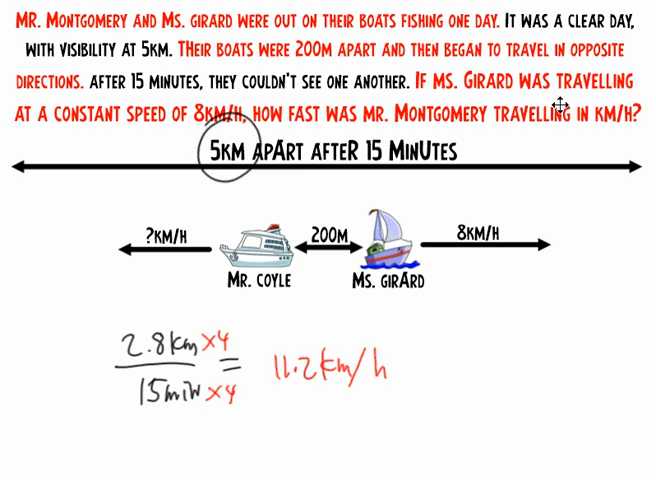 MR. MONTGOMERY AND MS. GIRARD WERE OUT ON THEIR BOATS FISHING ONE DAY. IT WAS A CLEAR DAY,
WITH VISIBILITY AT 5KM. THEIR BOATS WERE 200M APART AND THEN BEGAN TO TRAVEL IN OPPOSITE
DIRECTIONS. AFTER 15 MINUTES, THEY COULDN'T SEE ONE ANOTHER. IF MS. GIRARD WAS TRAVELLING
AT A CONSTANT SPEED OF 8KM/H, HOW FAST WAS MR. MONTGOMERY TRAVELLING IN KM/H?
5KM APART AFTER 15 MINUTES
?KM/H 200M 8KM/H
MR. COYLE MS. GIRARD
2.8km x4
15min x4
= 11.2km/h